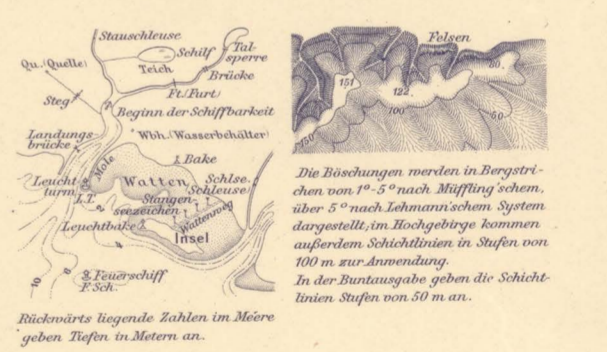 Stauschleuse
Qu. (Quelle)
Schilf
Teich
Tal-
sperre
Brücke
Ft. (Furt)
Steg
Beginn der Schiffbarkeit
Wbh. (Wasserbehälter)
Landungs-
brücke
Mole
1. Bake
Leucht-
turm
L.T.
Watten
Schlse.
(Schleuse)
Stangen-
seezeichen
Wattenweg
Leuchtbake
Insel
2
4
6
10
Feuerschiff
F. Sch.
Rückwärts liegende Zahlen im Meere
geben Tiefen in Metern an.
Felsen
151
122
100
80
50
150
Die Böschungen werden in Bergstri-
chen von 1°-5° nach Müffling'schem,
über 5° nach Lehmann'schem System
dargestellt; im Hochgebirge kommen
außerdem Schichtlinien in Stufen von
100 m zur Anwendung.
In der Buntausgabe geben die Schicht-
linien Stufen von 50 m an.